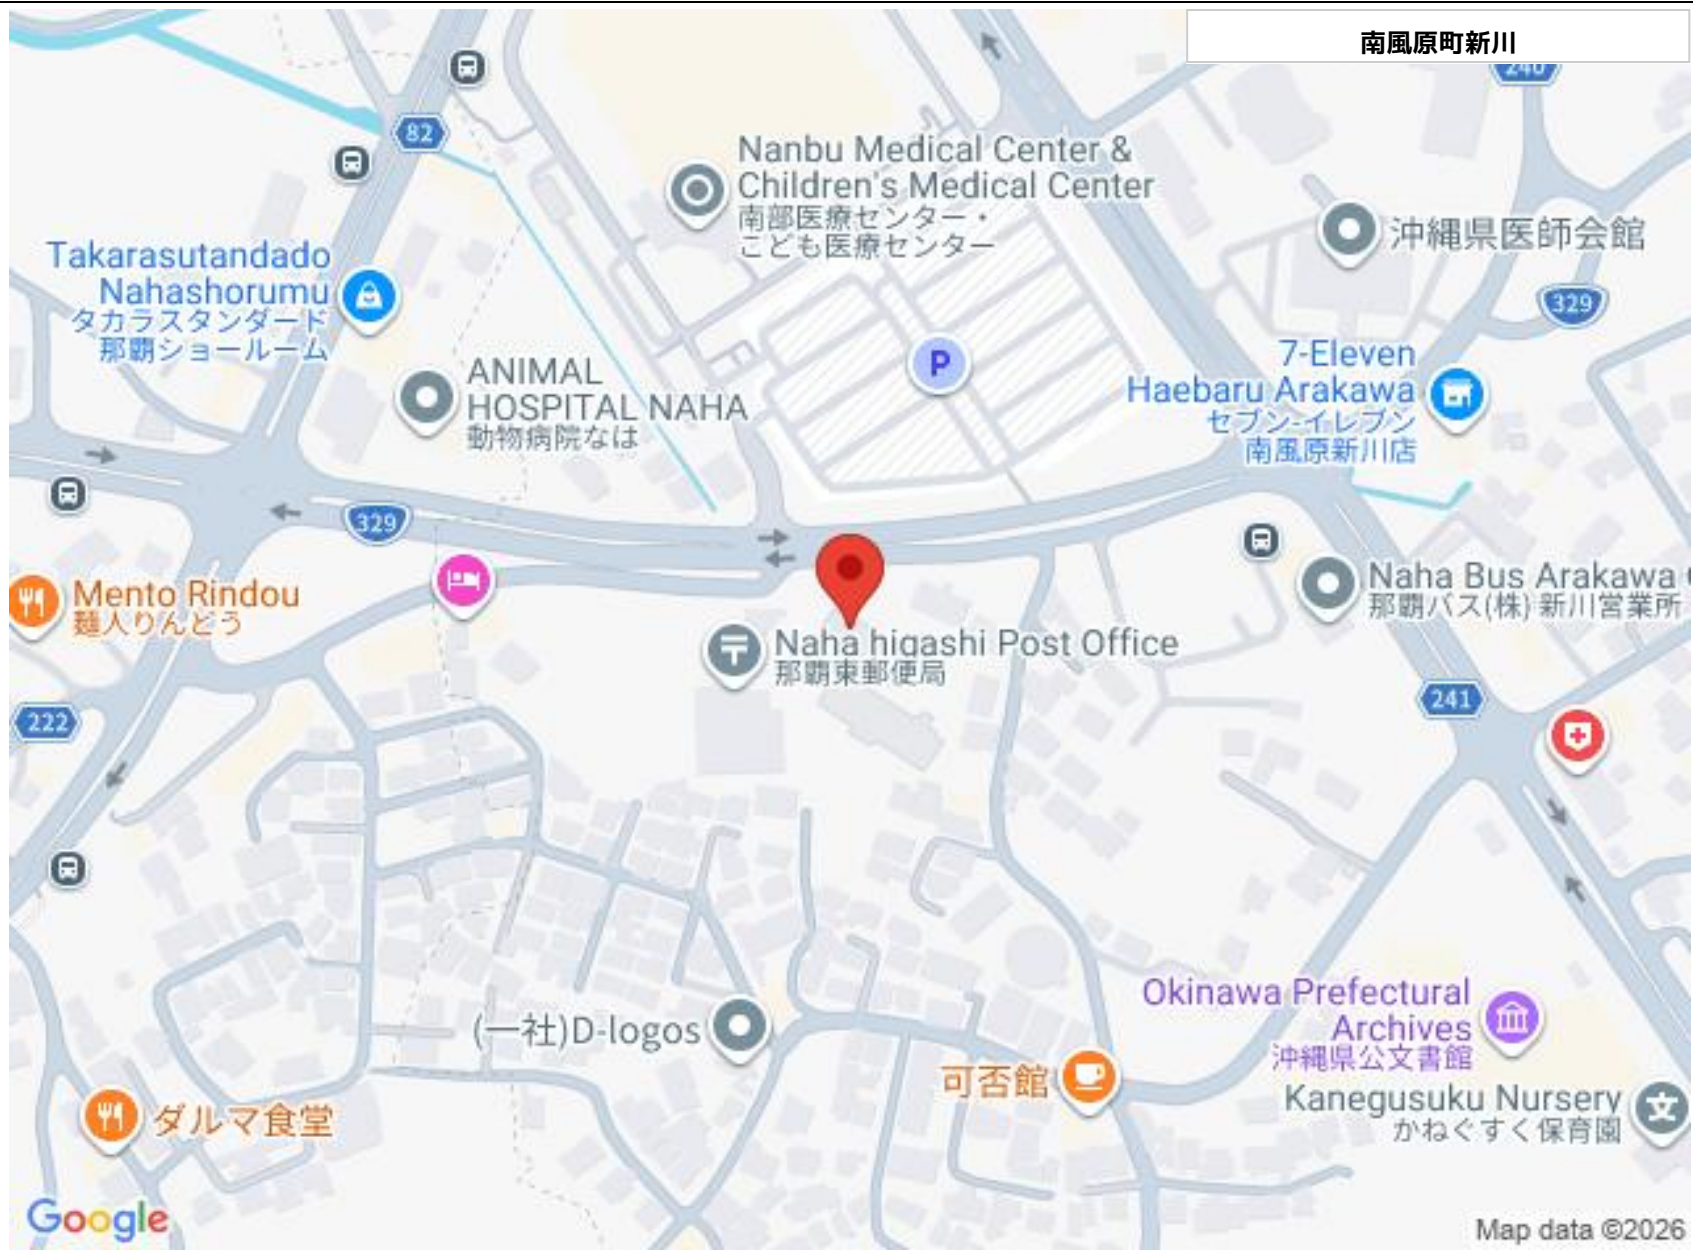 南風原町新川
240
82
Nanbu Medical Center &
Children's Medical Center
南部医療センター・
こども医療センター
沖縄県医師会館
Takarasutandado
Nahashorumu
タカラスタンダード
那覇ショールーム
329
ANIMAL
HOSPITAL NAHA
動物病院なは
P
7-Eleven
Haebaru Arakawa
セブン-イレブン
南風原新川店
329
Mento Rindou
麺人りんどう
Naha higashi Post Office
那覇東郵便局
Naha Bus Arakawa
那覇バス(株) 新川営業所
222
241
(一社)D-logos
Okinawa Prefectural
Archives
沖縄県公文書館
可否館
Kanegusuku Nursery
かねぐすく保育園
ダルマ食堂
Google
Map data ©2026